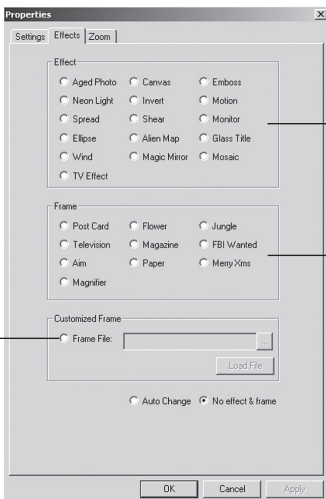 Properties X
Settings Effects Zoom
Effect
Aged Photo Canvas Emboss
Neon Light Invert Motion
Spread Shear Monitor
Ellipse Alien Map Glass Title
Wind Magic Mirror Mosaic
TV Effect
Frame
Post Card Flower Jungle
Television Magazine FBI Wanted
Aim Paper Merry Xms
Magnifier
Customized Frame
Frame File: ...
Load File
Auto Change No effect & frame
OK Cancel Apply